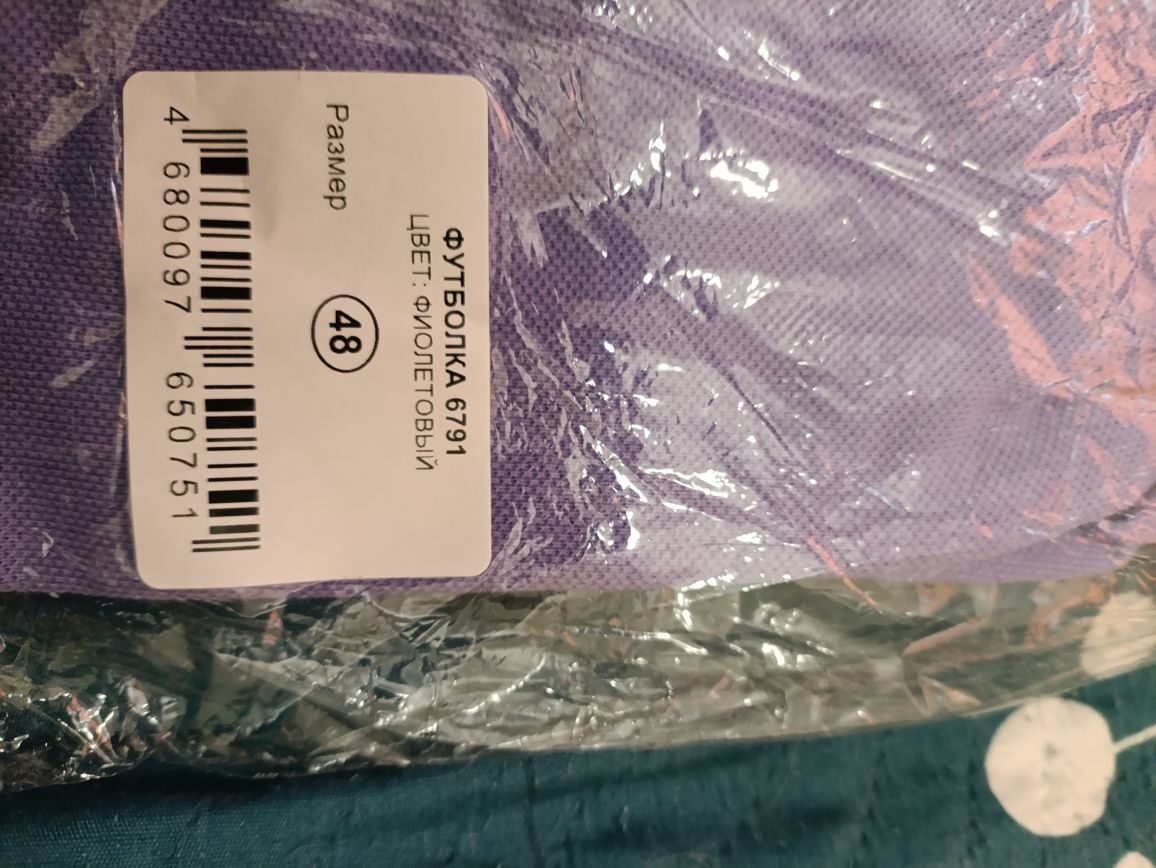 ФУТБОЛКА 6791
ЦВЕТ: ФИОЛЕТОВЫЙ
Размер 48
4 680097 650751